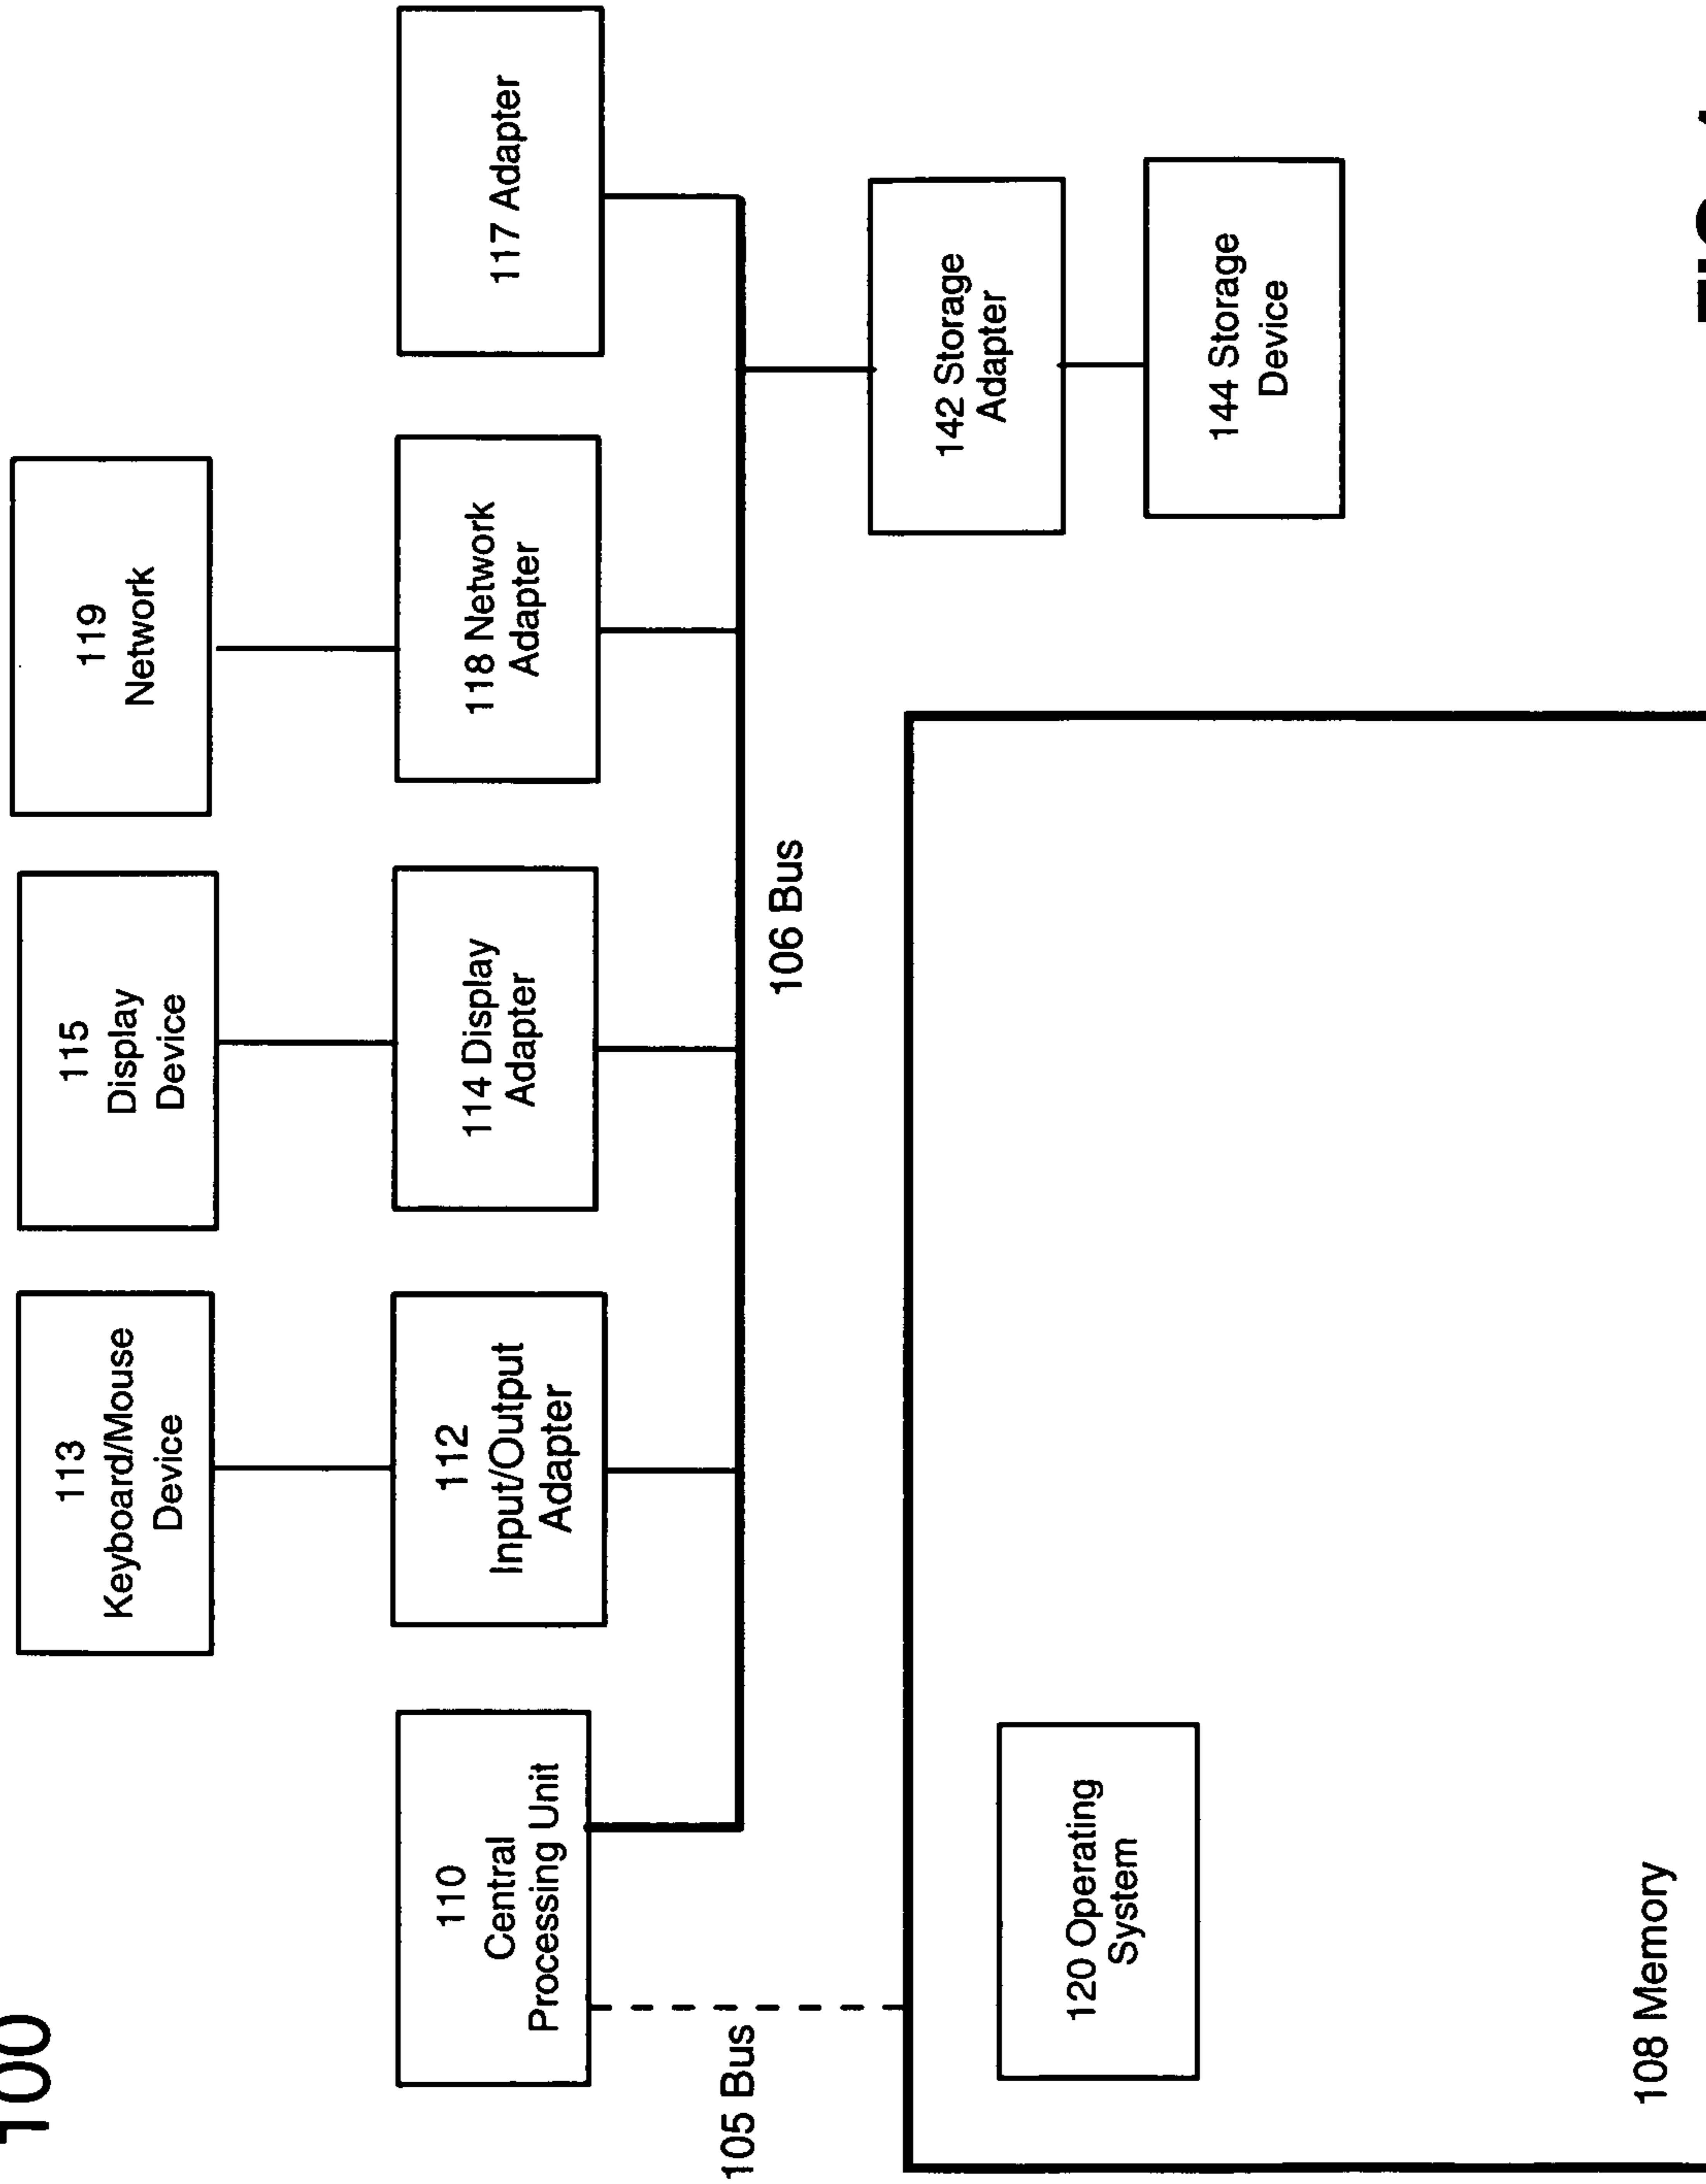 100
113
Keyboard/Mouse
Device
115
Display
Device
119
Network
110
Central
Processing Unit
112
Input/Output
Adapter
114 Display
Adapter
118 Network
Adapter
117 Adapter
105 Bus
106 Bus
142 Storage
Adapter
144 Storage
Device
120 Operating
System
108 Memory